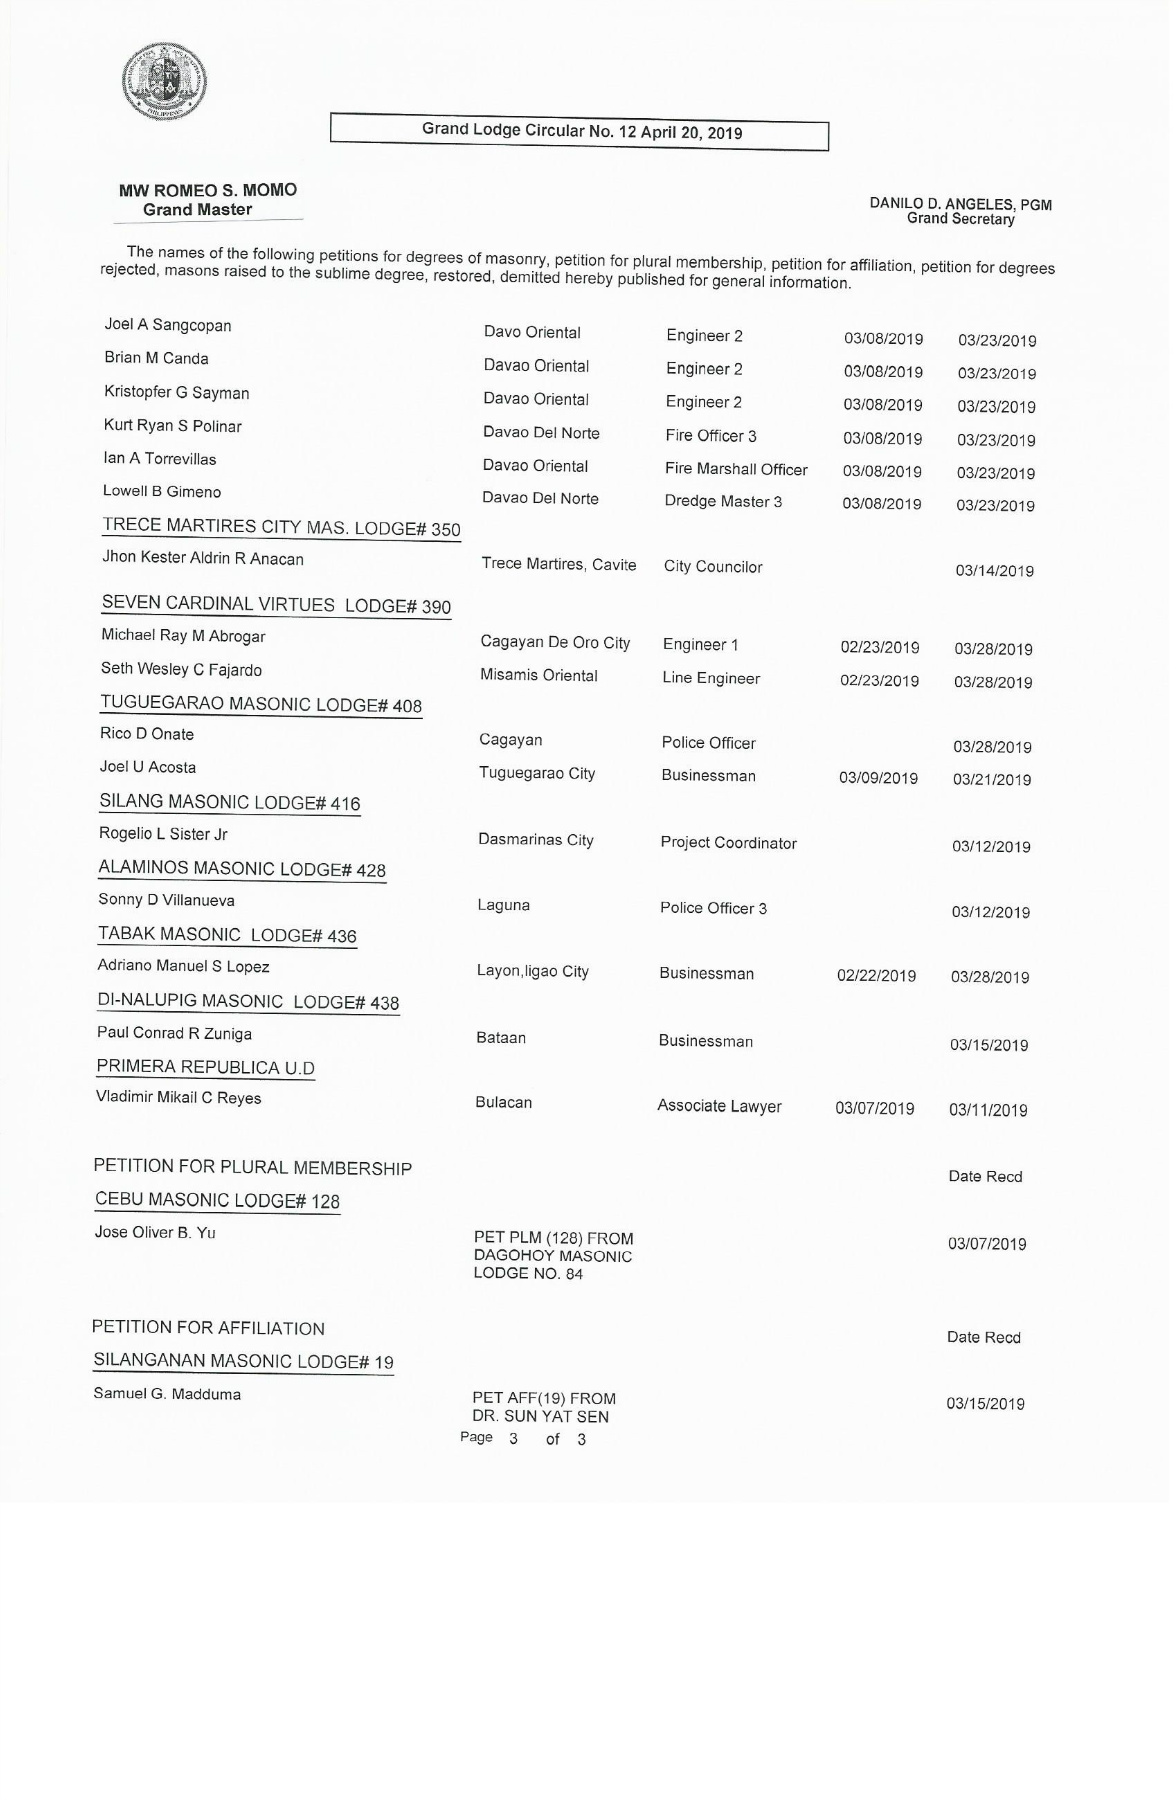 PHILIPPINES
Grand Lodge Circular No. 12 April 20, 2019
MW ROMEO S. MOMO
Grand Master
DANILO D. ANGELES, PGM
Grand Secretary
The names of the following petitions for degrees of masonry, petition for plural membership, petition for affiliation, petition for degrees
rejected, masons raised to the sublime degree, restored, demitted hereby published for general information.
Joel A Sangcopan Davo Oriental Engineer 2 03/08/2019 03/23/2019
Brian M Canda Davao Oriental Engineer 2 03/08/2019 03/23/2019
Kristopfer G Sayman Davao Oriental Engineer 2 03/08/2019 03/23/2019
Kurt Ryan S Polinar Davao Del Norte Fire Officer 3 03/08/2019 03/23/2019
Ian A Torrevillas Davao Oriental Fire Marshall Officer 03/08/2019 03/23/2019
Lowell B Gimeno Davao Del Norte Dredge Master 3 03/08/2019 03/23/2019
TRECE MARTIRES CITY MAS. LODGE# 350
Jhon Kester Aldrin R Anacan Trece Martires, Cavite City Councilor 03/14/2019
SEVEN CARDINAL VIRTUES LODGE# 390
Michael Ray M Abrogar Cagayan De Oro City Engineer 1 02/23/2019 03/28/2019
Seth Wesley C Fajardo Misamis Oriental Line Engineer 02/23/2019 03/28/2019
TUGUEGARAO MASONIC LODGE# 408
Rico D Onate Cagayan Police Officer 03/28/2019
Joel U Acosta Tuguegarao City Businessman 03/09/2019 03/21/2019
SILANG MASONIC LODGE# 416
Rogelio L Sister Jr Dasmarinas City Project Coordinator 03/12/2019
ALAMINOS MASONIC LODGE# 428
Sonny D Villanueva Laguna Police Officer 3 03/12/2019
TABAK MASONIC LODGE# 436
Adriano Manuel S Lopez Layon,ligao City Businessman 02/22/2019 03/28/2019
DI-NALUPIG MASONIC LODGE# 438
Paul Conrad R Zuniga Bataan Businessman 03/15/2019
PRIMERA REPUBLICA U.D
Vladimir Mikail C Reyes Bulacan Associate Lawyer 03/07/2019 03/11/2019
PETITION FOR PLURAL MEMBERSHIP Date Recd
CEBU MASONIC LODGE# 128
Jose Oliver B. Yu PET PLM (128) FROM 03/07/2019
DAGOHOY MASONIC
LODGE NO. 84
PETITION FOR AFFILIATION Date Recd
SILANGANAN MASONIC LODGE# 19
Samuel G. Madduma PET AFF(19) FROM 03/15/2019
DR. SUN YAT SEN
Page 3 of 3